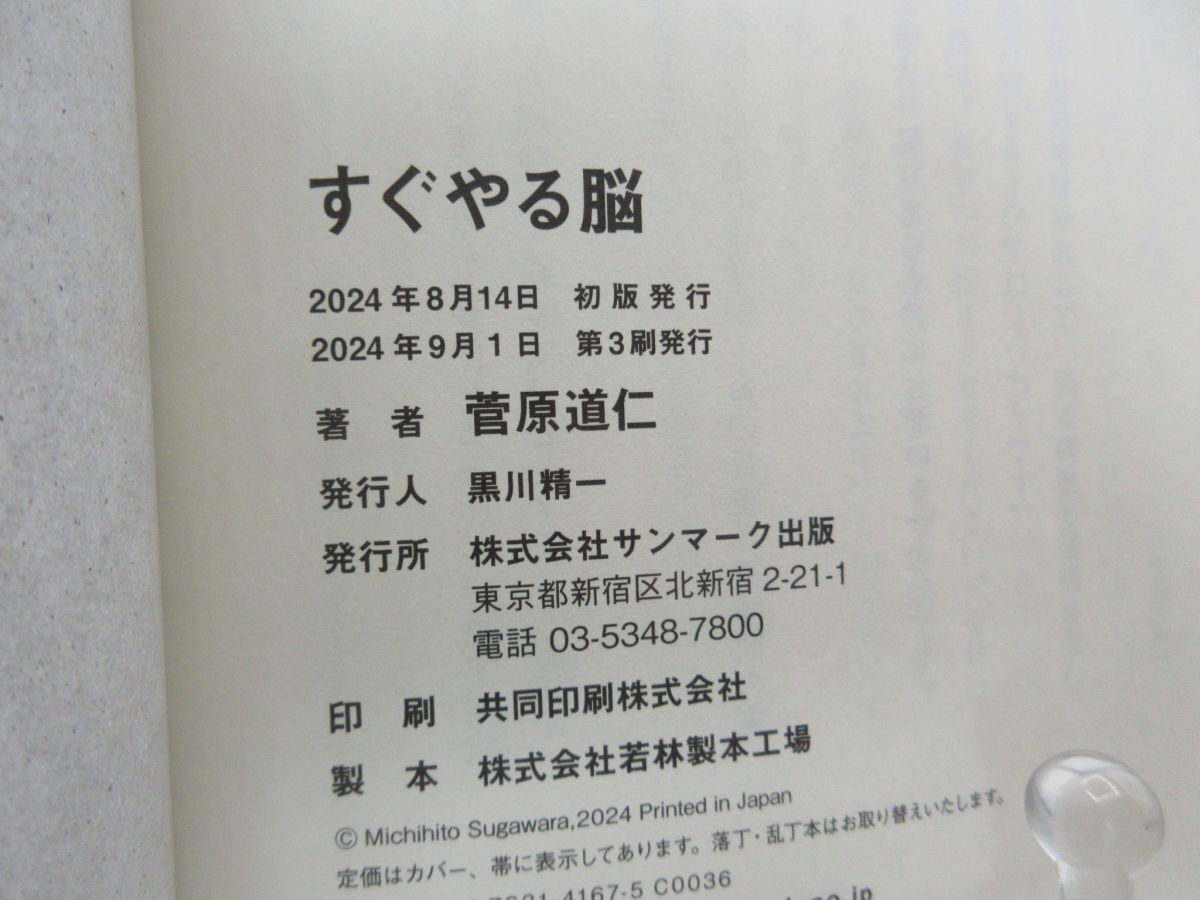 すぐやる脳
2024年8月14日 初版発行
2024年9月1日 第3刷発行
著者 菅原道仁
発行人 黒川精一
発行所 株式会社サンマーク出版
東京都新宿区北新宿 2-21-1
電話 03-5348-7800
印刷 共同印刷株式会社
製本 株式会社若林製本工場
© Michihito Sugawara,2024 Printed in Japan
定価はカバー、帯に表示してあります。落丁・乱丁本はお取り替えいたします。
4167-5 C0036